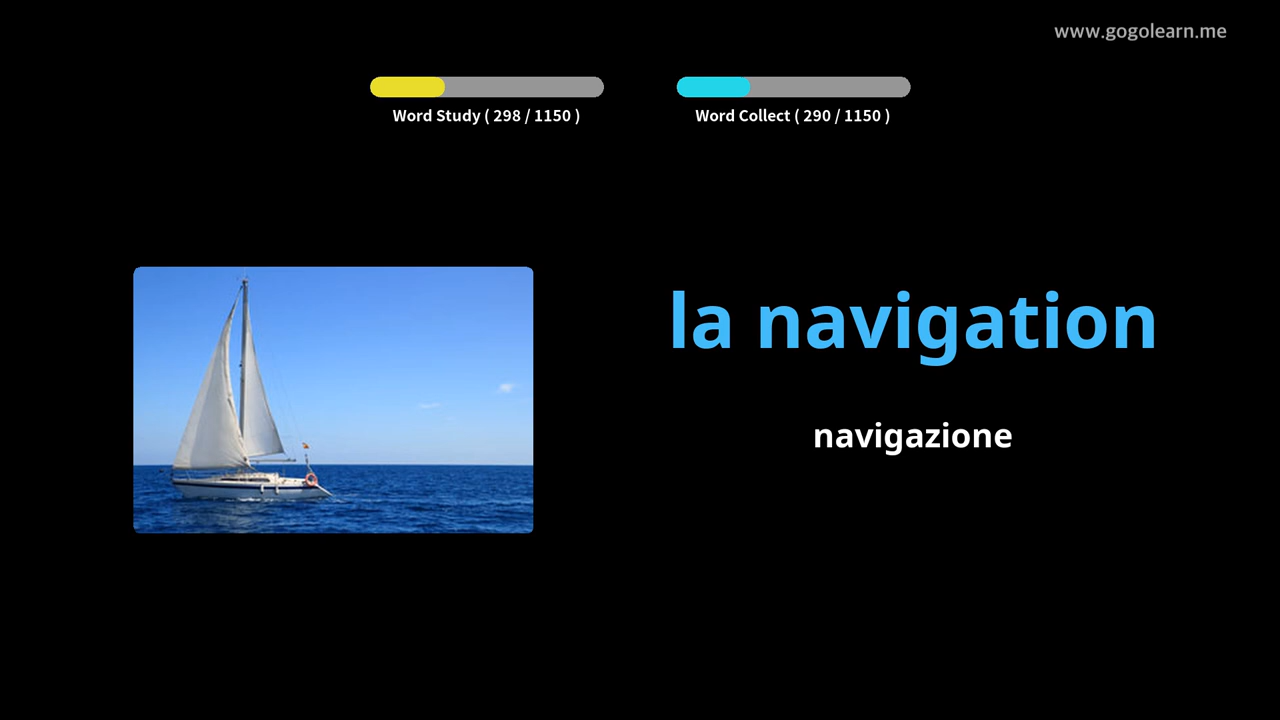 www.gogolearn.me
Word Study ( 298 / 1150 )
Word Collect ( 290 / 1150 )
la navigation
navigazione